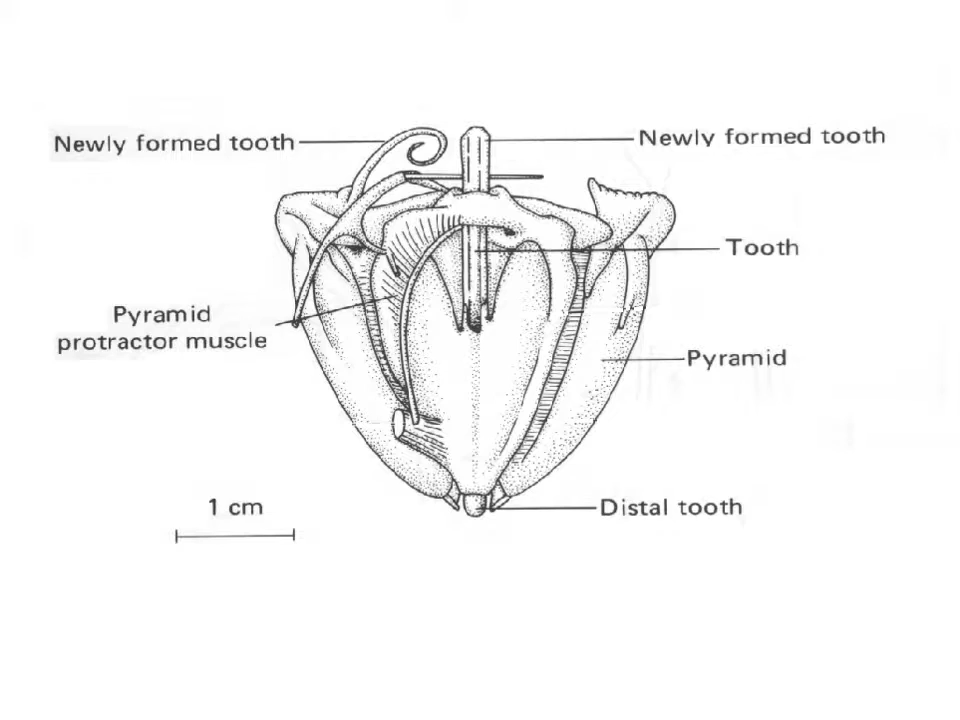 Newly formed tooth
Newly formed tooth
Tooth
Pyramid
protractor muscle
Pyramid
1 cm
Distal tooth